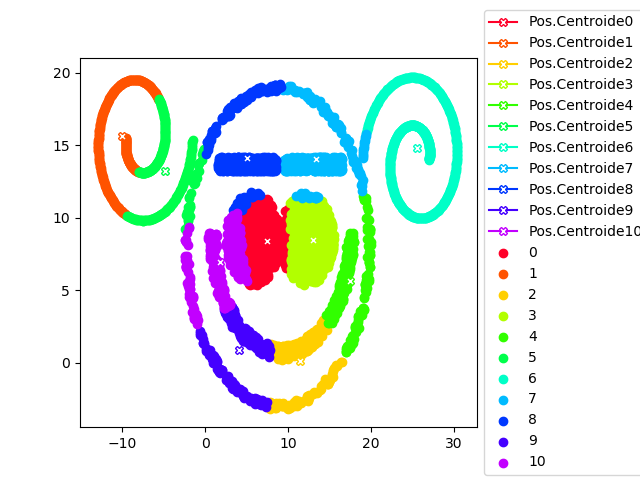 Pos.Centroide0
Pos.Centroide1
Pos.Centroide2
Pos.Centroide3
Pos.Centroide4
Pos.Centroide5
Pos.Centroide6
Pos.Centroide7
Pos.Centroide8
Pos.Centroide9
Pos.Centroide10
0
1
2
3
4
5
6
7
8
9
10
20
15
10
5
0
−10
0
10
20
30